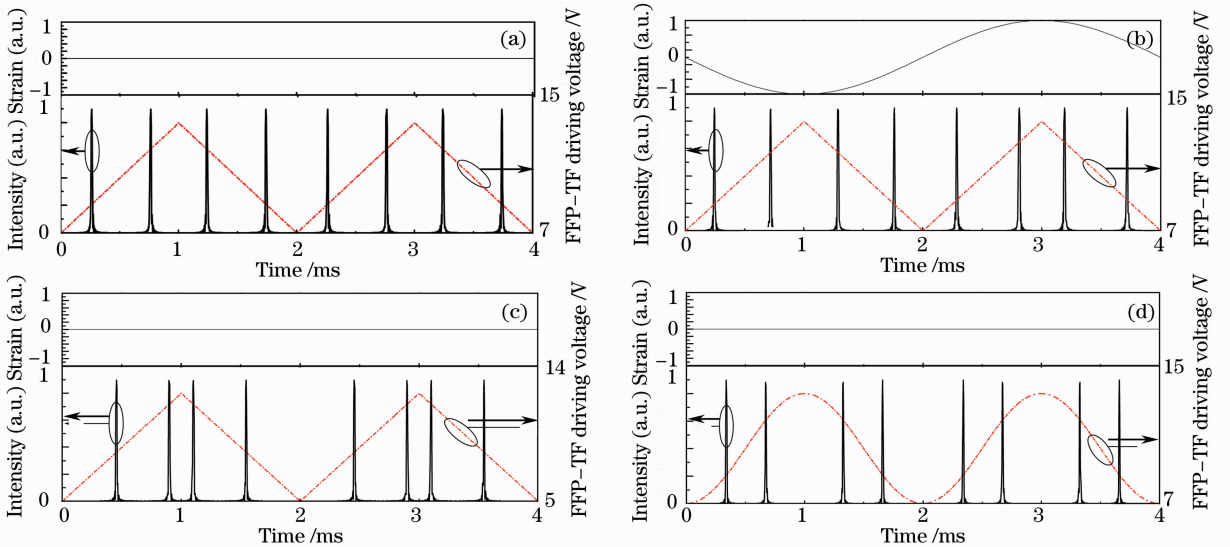 1
0
−1
Strain (a.u.)
(a)
15
1
0
Intensity (a.u.)
7
FFP−TF driving voltage /V
0 1 2 3 4
Time /ms
1
0
−1
Strain (a.u.)
(b)
15
1
0
Intensity (a.u.)
7
FFP−TF driving voltage /V
0 1 2 3 4
Time /ms
1
0
−1
Strain (a.u.)
(c)
14
1
0
Intensity (a.u.)
5
FFP−TF driving voltage /V
0 1 2 3 4
Time /ms
1
0
−1
Strain (a.u.)
(d)
15
1
0
Intensity (a.u.)
7
FFP−TF driving voltage /V
0 1 2 3 4
Time /ms